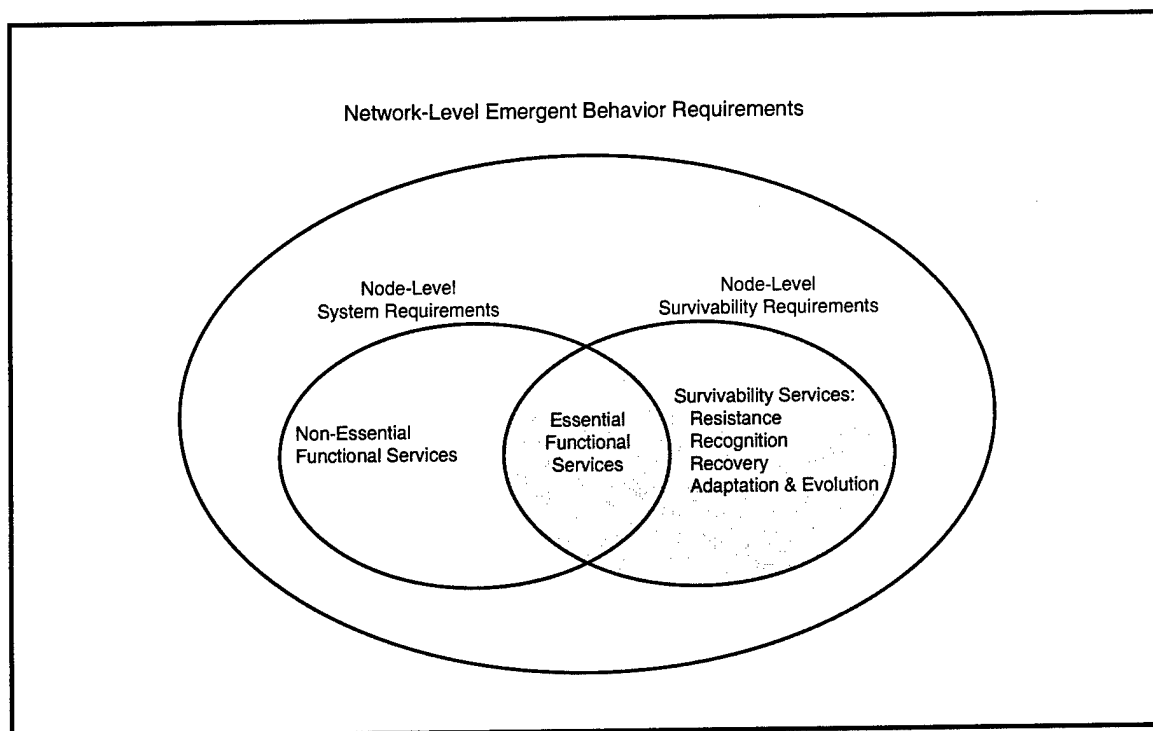 Network-Level Emergent Behavior Requirements
Node-Level
System Requirements
Node-Level
Survivability Requirements
Non-Essential
Functional Services
Essential
Functional
Services
Survivability Services:
Resistance
Recognition
Recovery
Adaptation & Evolution